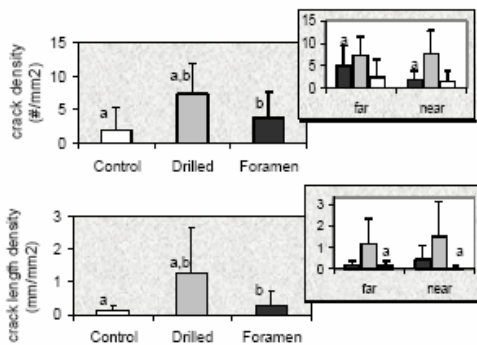 crack density
(#/mm2)
15
10
5
0
a
a,b
b
Control
Drilled
Foramen
15
10
5
0
a
a
far
near
crack length density
(mm/mm2)
3
2
1
0
a
a,b
b
Control
Drilled
Foramen
3
2
1
0
a
a
far
near